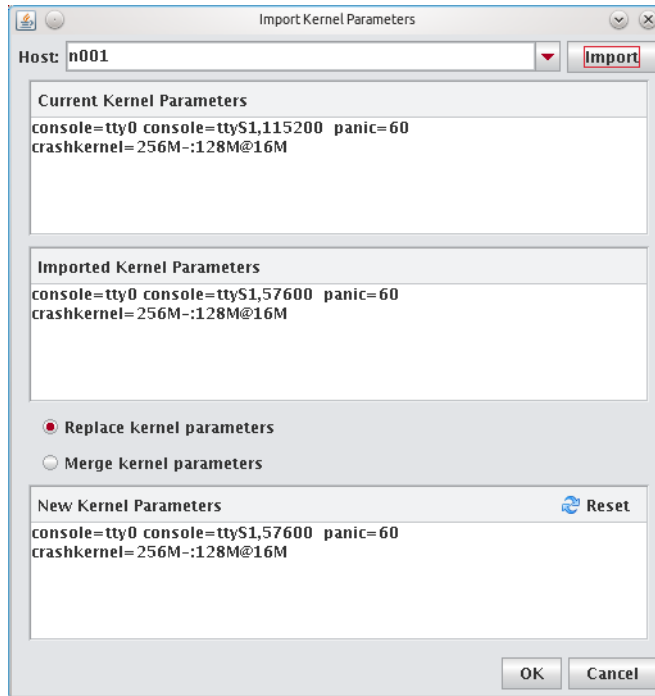 Import Kernel Parameters
Host: n001 Import
Current Kernel Parameters
console=tty0 console=ttyS1,115200  panic=60
crashkernel=256M-:128M@16M
Imported Kernel Parameters
console=tty0 console=ttyS1,57600  panic=60
crashkernel=256M-:128M@16M
Replace kernel parameters
Merge kernel parameters
New Kernel Parameters Reset
console=tty0 console=ttyS1,57600  panic=60
crashkernel=256M-:128M@16M
OK Cancel